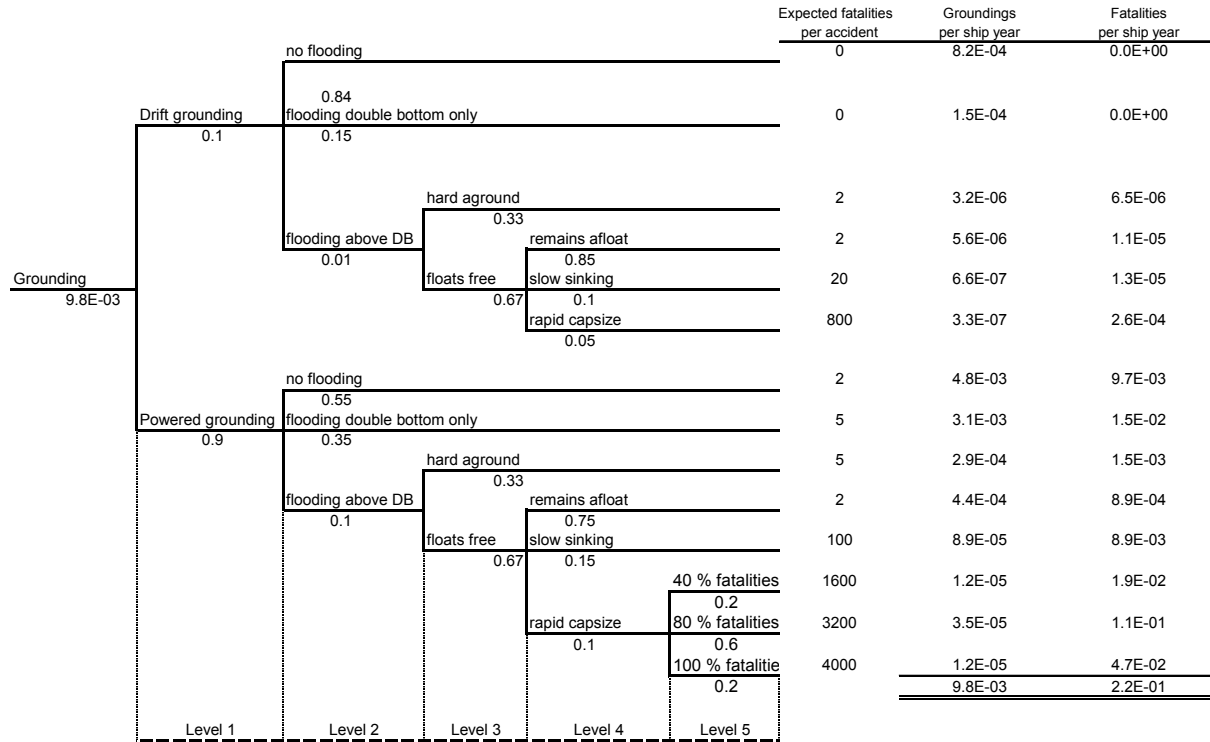 Expected fatalities Groundings Fatalities
per accident per ship year per ship year
no flooding 0 8.2E-04 0.0E+00
0.84
Drift grounding flooding double bottom only 0 1.5E-04 0.0E+00
0.1 0.15
hard aground 2 3.2E-06 6.5E-06
0.33
flooding above DB remains afloat 2 5.6E-06 1.1E-05
0.01 0.85
Grounding floats free slow sinking 20 6.6E-07 1.3E-05
9.8E-03 0.67 0.1
rapid capsize 800 3.3E-07 2.6E-04
0.05
no flooding 2 4.8E-03 9.7E-03
0.55
Powered grounding flooding double bottom only 5 3.1E-03 1.5E-02
0.9 0.35
hard aground 5 2.9E-04 1.5E-03
0.33
flooding above DB remains afloat 2 4.4E-04 8.9E-04
0.1 0.75
floats free slow sinking 100 8.9E-05 8.9E-03
0.67 0.15
40 % fatalities 1600 1.2E-05 1.9E-02
0.2
rapid capsize 80 % fatalities 3200 3.5E-05 1.1E-01
0.1 0.6
100 % fatalitie 4000 1.2E-05 4.7E-02
0.2 9.8E-03 2.2E-01
Level 1 Level 2 Level 3 Level 4 Level 5